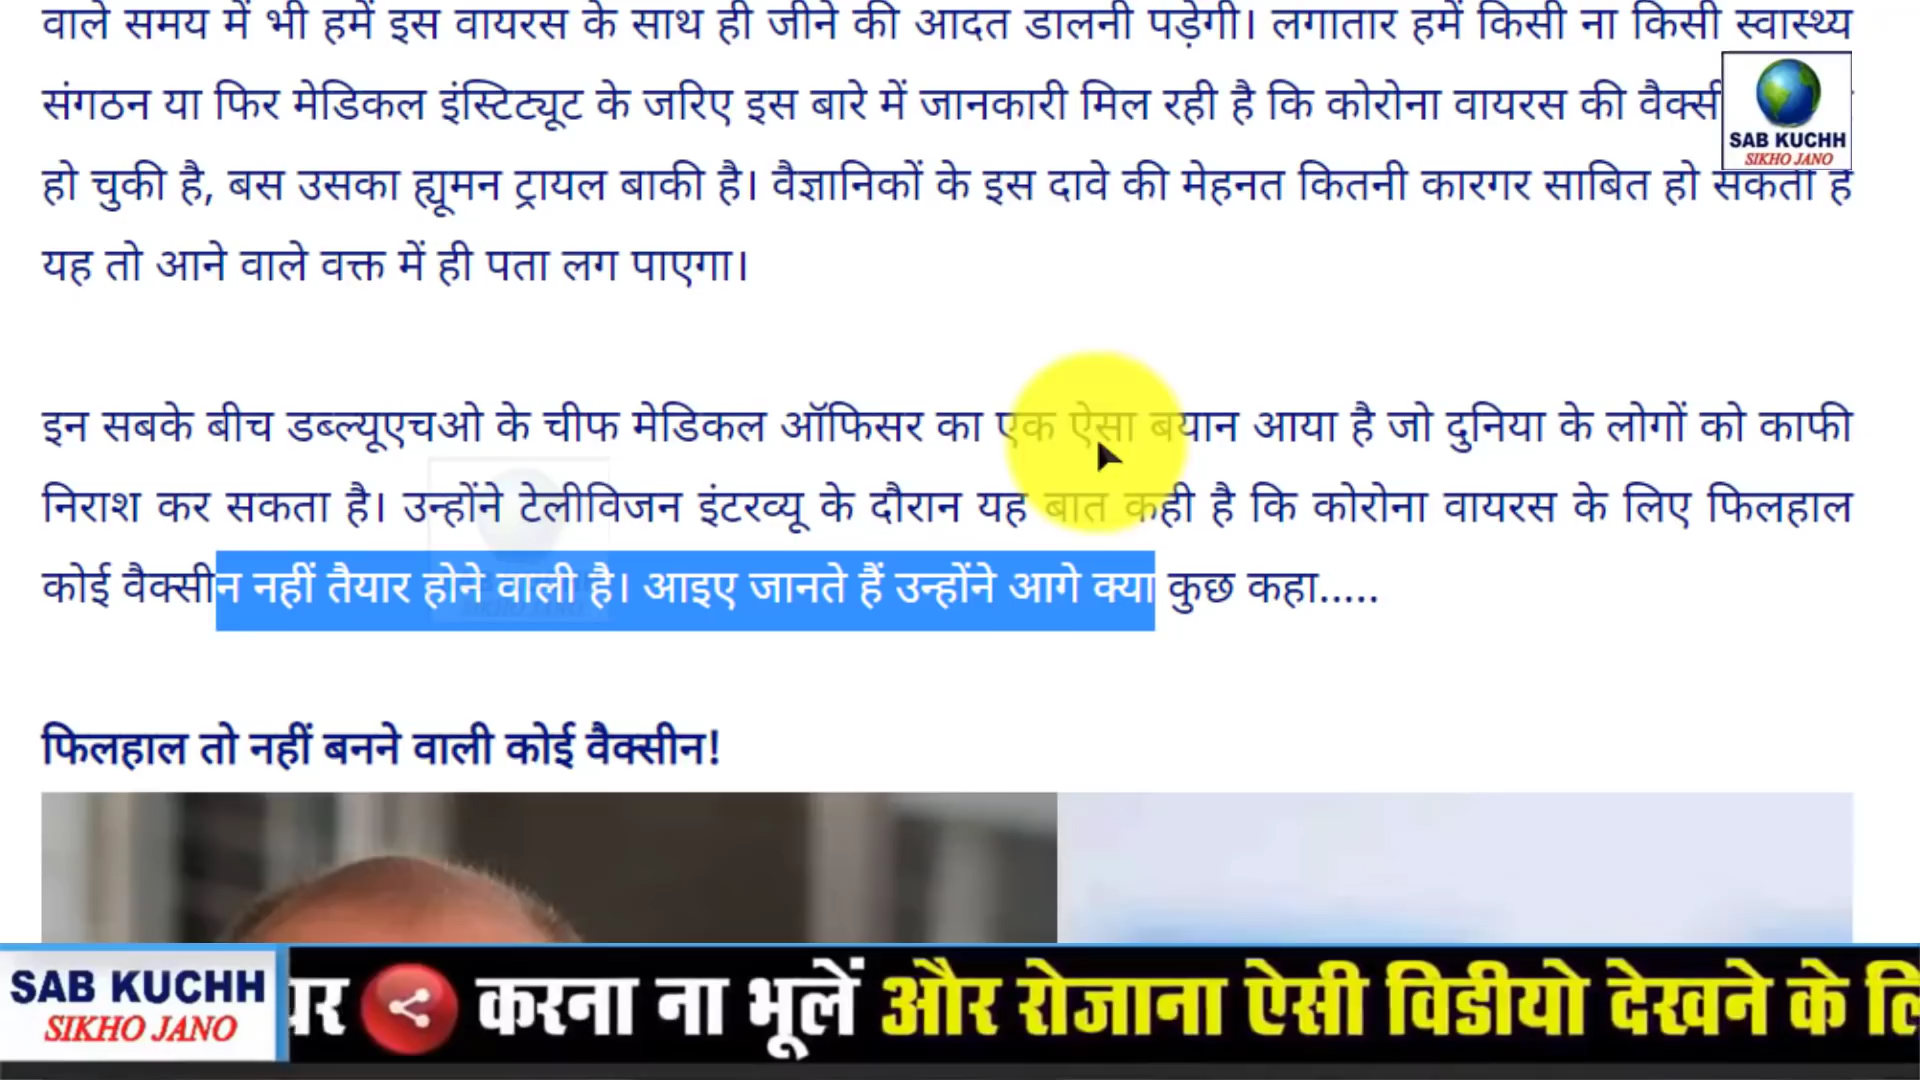 वाले समय में भी हमें इस वायरस के साथ ही जीने की आदत डालनी पड़ेगी। लगातार हमें किसी ना किसी स्वास्थ्य
संगठन या फिर मेडिकल इंस्टिट्यूट के जरिए इस बारे में जानकारी मिल रही है कि कोरोना वायरस की
SAB KUCHH
SIKHO JANO
हो चुकी है, बस उसका ह्यूमन ट्रायल बाकी है। वैज्ञानिकों के इस दावे की मेहनत कितनी कारगर साबित हो सकती है
यह तो आने वाले वक्त में ही पता लग पाएगा।
इन सबके बीच डब्ल्यूएचओ के चीफ मेडिकल ऑफिसर का एक ऐसा बयान आया है जो दुनिया के लोगों को काफी
निराश कर सकता है। उन्होंने टेलीविजन इंटरव्यू के दौरान यह बात कही है कि कोरोना वायरस के लिए फिलहाल
कोई वैक्सीन नहीं तैयार होने वाली है। आइए जानते हैं उन्होंने आगे क्या कुछ कहा.....
फिलहाल तो नहीं बनने वाली कोई वैक्सीन!
SAB KUCHH
SIKHO JANO
करना ना भूलें और रोजाना ऐसी विडीयो देखने के